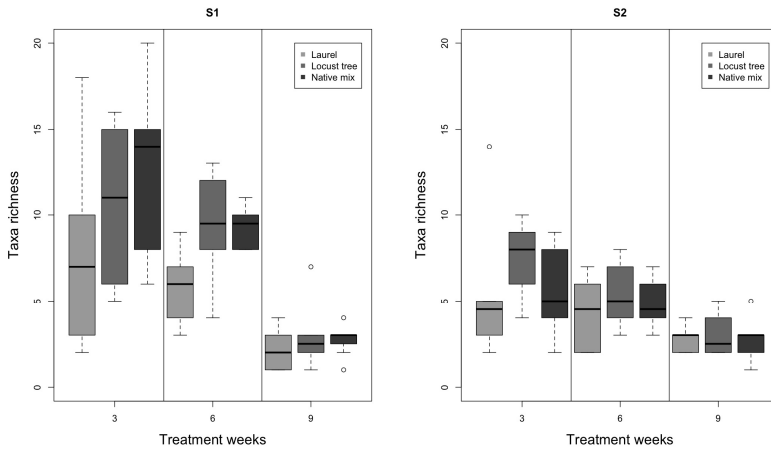 S1
Taxa richness
20
15
10
5
0
Laurel
Locust tree
Native mix
3 6 9
Treatment weeks
S2
Taxa richness
20
15
10
5
0
Laurel
Locust tree
Native mix
3 6 9
Treatment weeks